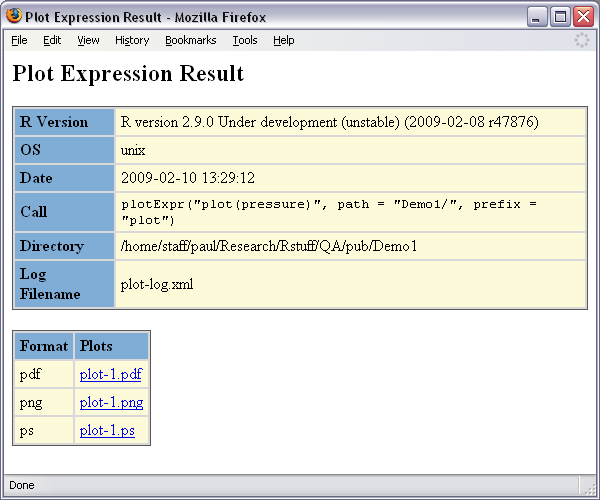 Plot Expression Result - Mozilla Firefox
File Edit View History Bookmarks Tools Help
Plot Expression Result
R Version R version 2.9.0 Under development (unstable) (2009-02-08 r47876)
OS unix
Date 2009-02-10 13:29:12
Call plotExpr("plot(pressure)", path = "Demo1/", prefix =
"plot")
Directory /home/staff/paul/Research/Rstuff/QA/pub/Demo1
Log
Filename plot-log.xml
Format Plots
pdf plot-1.pdf
png plot-1.png
ps plot-1.ps
Done